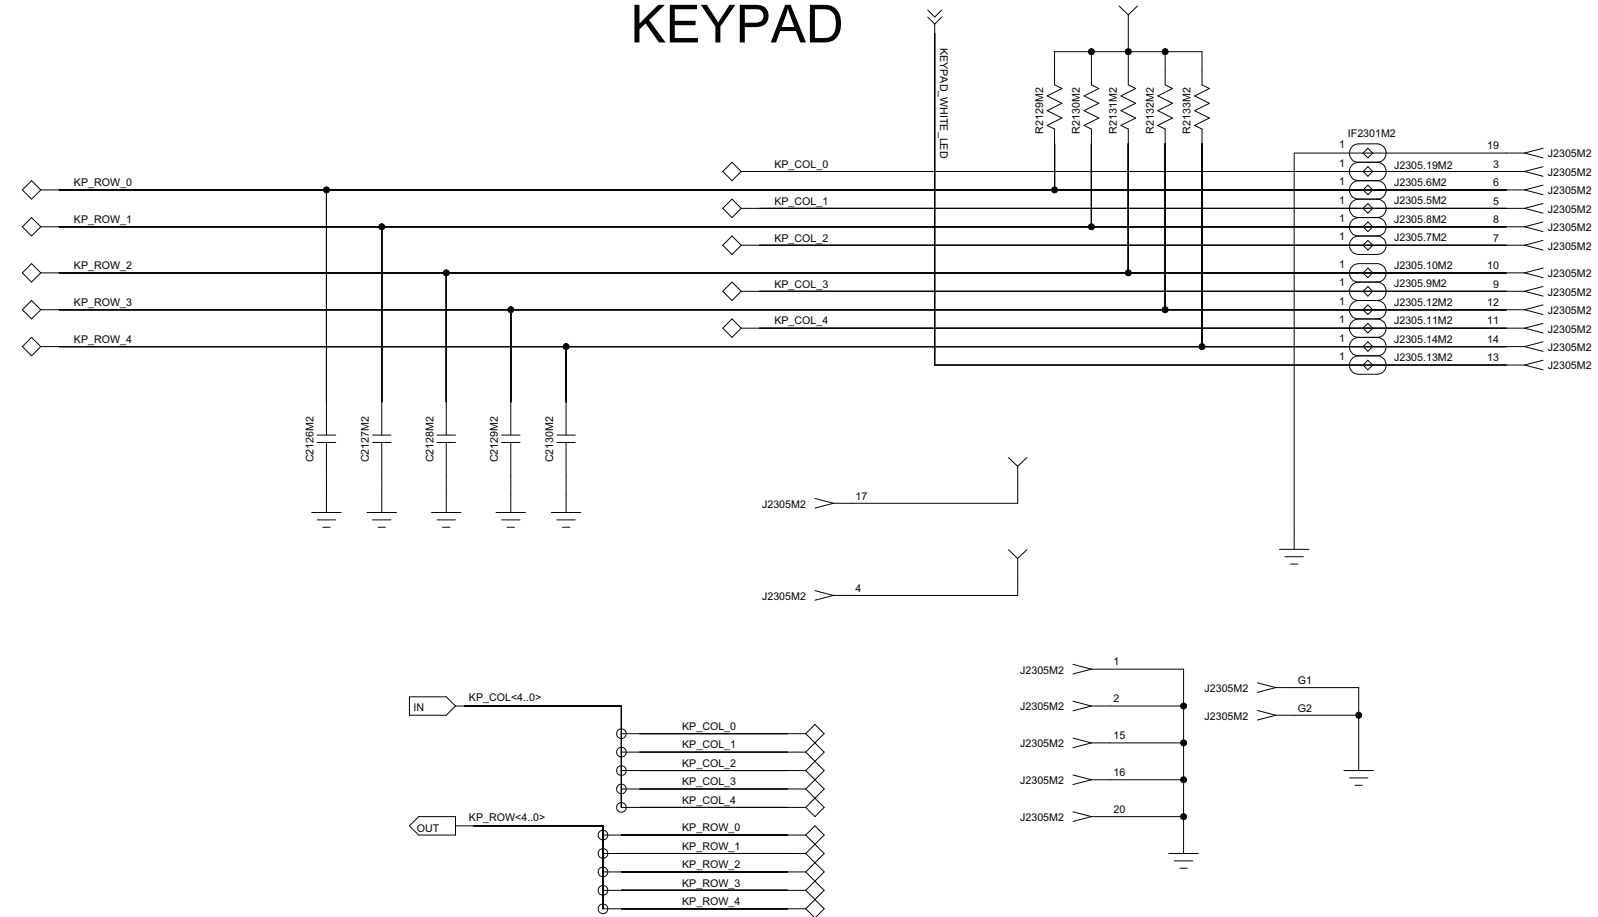 KEYPAD
KEYPAD_WHITE_LED
R2129M2
R2130M2
R2131M2
R2132M2
R2133M2
IF2301M2
1
19
J2305M2
KP_COL_0
1
J2305.19M2
3
J2305M2
KP_ROW_0
1
J2305.6M2
6
J2305M2
KP_COL_1
1
J2305.5M2
5
J2305M2
KP_ROW_1
1
J2305.8M2
8
J2305M2
KP_COL_2
1
J2305.7M2
7
J2305M2
KP_ROW_2
1
J2305.10M2
10
J2305M2
KP_COL_3
1
J2305.9M2
9
J2305M2
KP_ROW_3
1
J2305.12M2
12
J2305M2
KP_COL_4
1
J2305.11M2
11
J2305M2
KP_ROW_4
1
J2305.14M2
14
J2305M2
1
J2305.13M2
13
J2305M2
C2126M2
C2127M2
C2128M2
C2129M2
C2130M2
J2305M2
17
J2305M2
4
J2305M2
1
J2305M2
2
J2305M2
15
J2305M2
16
J2305M2
20
J2305M2
G1
J2305M2
G2
IN
KP_COL<4..0>
KP_COL_0
KP_COL_1
KP_COL_2
KP_COL_3
KP_COL_4
OUT
KP_ROW<4..0>
KP_ROW_0
KP_ROW_1
KP_ROW_2
KP_ROW_3
KP_ROW_4